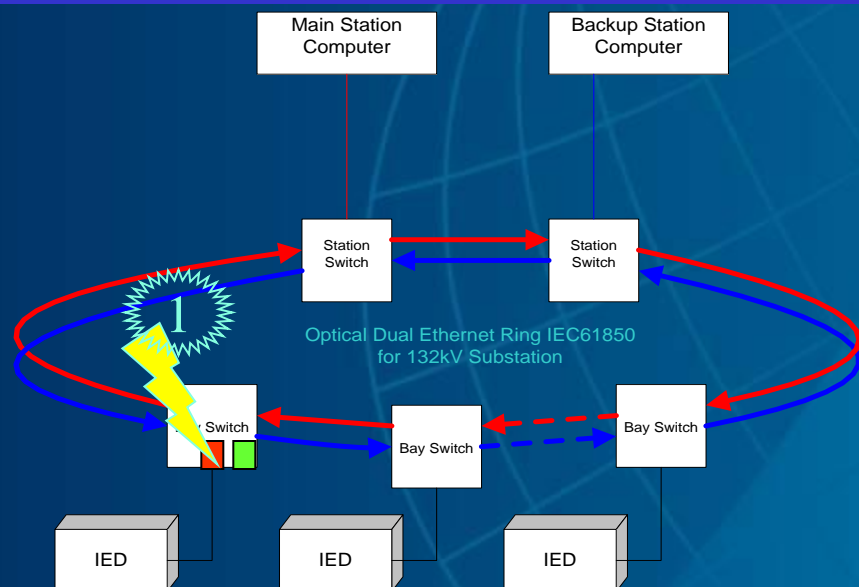 Main Station
Computer
Backup Station
Computer
Station
Switch
Station
Switch
1
Optical Dual Ethernet Ring IEC61850
for 132kV Substation
y Switch
Bay Switch
Bay Switch
IED
IED
IED